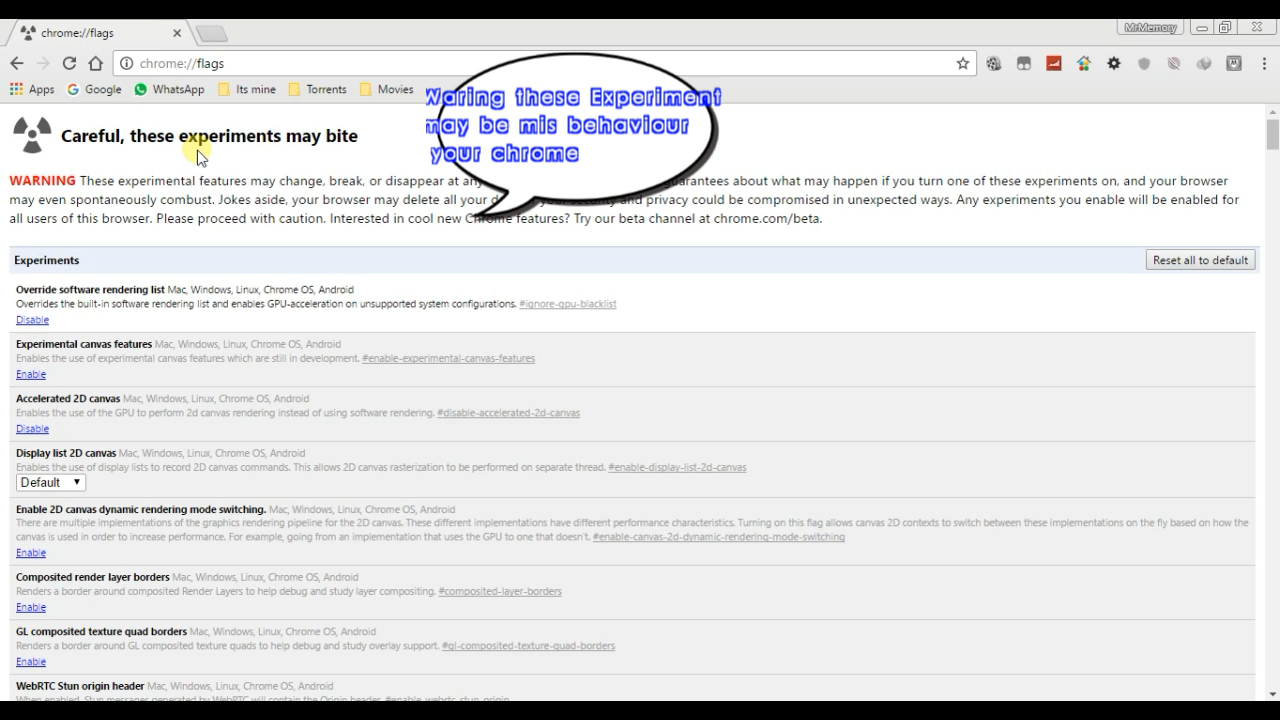 chrome://flags
MrMemory
chrome://flags
Apps Google WhatsApp Its mine Torrents Movies
Waring these Experiment
may be mis behaviour
your chrome
Careful, these experiments may bite
WARNING These experimental features may change, break, or disappear at any guarantees about what may happen if you turn one of these experiments on, and your browser
may even spontaneously combust. Jokes aside, your browser may delete all your and privacy could be compromised in unexpected ways. Any experiments you enable will be enabled for
all users of this browser. Please proceed with caution. Interested in cool new Chrome features? Try our beta channel at chrome.com/beta.
Experiments Reset all to default
Override software rendering list Mac, Windows, Linux, Chrome OS, Android
Overrides the built-in software rendering list and enables GPU-acceleration on unsupported system configurations. #ignore-gpu-blacklist
Disable
Experimental canvas features Mac, Windows, Linux, Chrome OS, Android
Enables the use of experimental canvas features which are still in development. #enable-experimental-canvas-features
Enable
Accelerated 2D canvas Mac, Windows, Linux, Chrome OS, Android
Enables the use of the GPU to perform 2d canvas rendering instead of using software rendering. #disable-accelerated-2d-canvas
Disable
Display list 2D canvas Mac, Windows, Linux, Chrome OS, Android
Enables the use of display lists to record 2D canvas commands. This allows 2D canvas rasterization to be performed on separate thread. #enable-display-list-2d-canvas
Default
Enable 2D canvas dynamic rendering mode switching. Mac, Windows, Linux, Chrome OS, Android
There are multiple implementations of the graphics rendering pipeline for the 2D canvas. These different implementations have different performance characteristics. Turning on this flag allows canvas 2D contexts to switch between these implementations on the fly based on how the
canvas is used in order to increase performance. For example, going from an implementation that uses the GPU to one that doesn't. #enable-canvas-2d-dynamic-rendering-mode-switching
Enable
Composited render layer borders Mac, Windows, Linux, Chrome OS, Android
Renders a border around composited Render Layers to help debug and study layer compositing. #composited-layer-borders
Enable
GL composited texture quad borders Mac, Windows, Linux, Chrome OS, Android
Renders a border around GL composited texture quads to help debug and study overlay support. #gl-composited-texture-quad-borders
Enable
WebRTC Stun origin header Mac, Windows, Linux, Chrome OS, Android
When enabled, Stun messages generated by WebRTC will contain the Origin header. #enable-webrtc-stun-origin